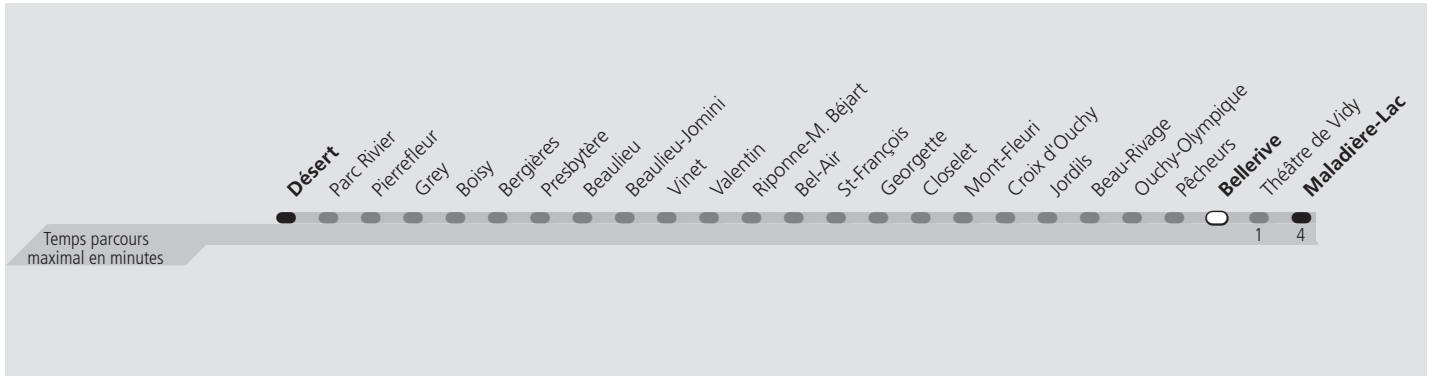 Désert
Parc Rivier
Pierrefleur
Grey
Boisy
Bergières
Presbytère
Beaulieu
Beaulieu-Jomini
Vinet
Valentin
Riponne-M. Béjart
Bel-Air
St-François
Georgette
Closelet
Mont-Fleuri
Croix d'Ouchy
Jordils
Beau-Rivage
Ouchy-Olympique
Pêcheurs
Bellerive
Théâtre de Vidy
Maladière-Lac
Temps parcours
maximal en minutes
1 4